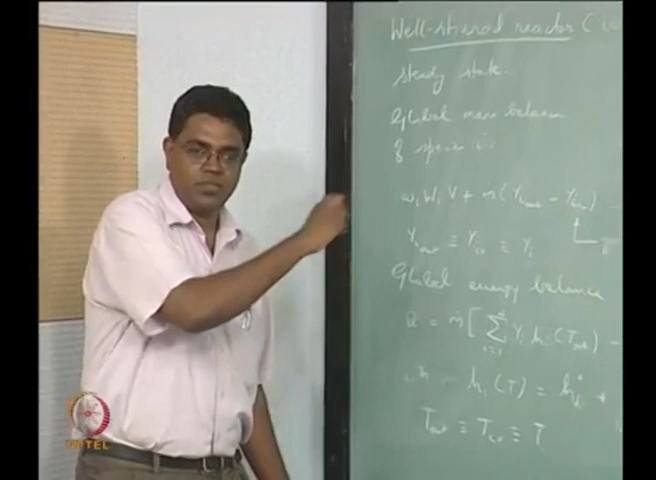 Well-stirred reactor
steady state.
Global mass balance
of species i:
ω̇i Wi V + ṁ (Yi,out − Yi,in)
Yi,out ≡ Yi,cv ≡ Yi
Global energy balance
Q̇ = ṁ [ Σ Yi hi (Tout) −
hi (T) = h°fi +
Tout ≡ Tcv ≡ T
NPTEL